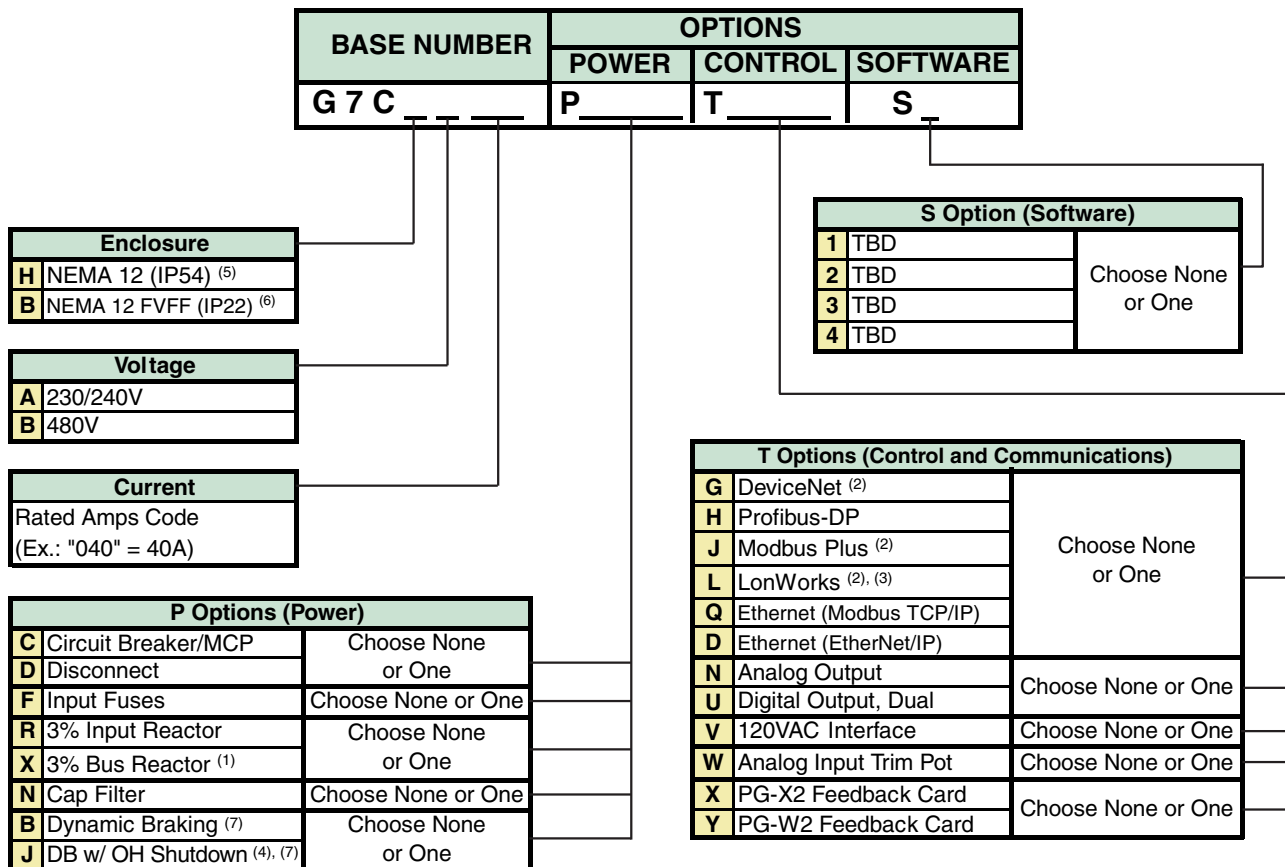 BASE NUMBER
OPTIONS
POWER CONTROL SOFTWARE
G 7 C _ _ __ P______ T______ S _
Enclosure
H NEMA 12 (IP54) (5)
B NEMA 12 FVFF (IP22) (6)
Voltage
A 230/240V
B 480V
Current
Rated Amps Code
(Ex.: "040" = 40A)
P Options (Power)
C Circuit Breaker/MCP
D Disconnect
Choose None
or One
F Input Fuses Choose None or One
R 3% Input Reactor
X 3% Bus Reactor (1)
Choose None
or One
N Cap Filter Choose None or One
B Dynamic Braking (7)
J DB w/ OH Shutdown (4), (7)
Choose None
or One
S Option (Software)
1 TBD
2 TBD
3 TBD
4 TBD
Choose None
or One
T Options (Control and Communications)
G DeviceNet (2)
H Profibus-DP
J Modbus Plus (2)
L LonWorks (2), (3)
Q Ethernet (Modbus TCP/IP)
D Ethernet (EtherNet/IP)
Choose None
or One
N Analog Output
U Digital Output, Dual
Choose None or One
V 120VAC Interface Choose None or One
W Analog Input Trim Pot Choose None or One
X PG-X2 Feedback Card
Y PG-W2 Feedback Card
Choose None or One